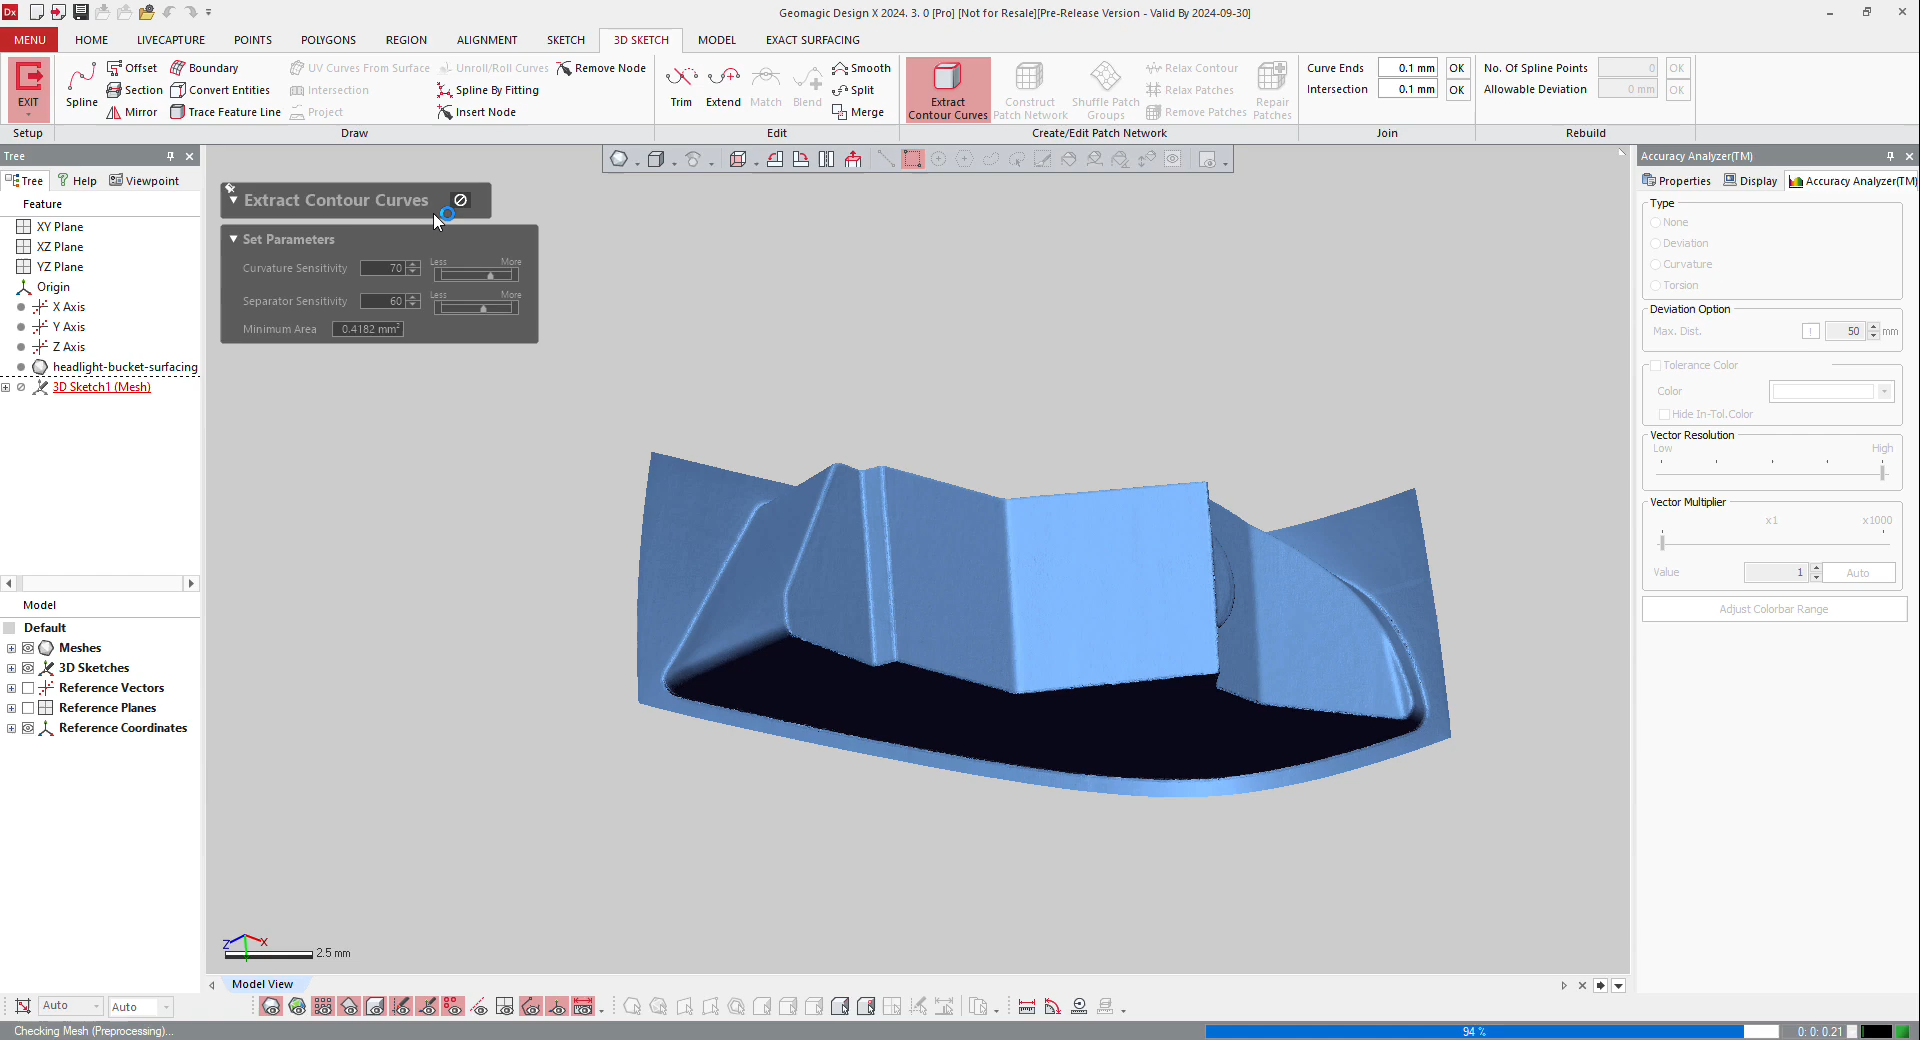 Dx
Geomagic Design X 2024. 3. 0 [Pro] [Not for Resale][Pre-Release Version - Valid By 2024-09-30]
MENU HOME LIVECAPTURE POINTS POLYGONS REGION ALIGNMENT SKETCH 3D SKETCH MODEL EXACT SURFACING
EXIT
Setup
Spline
Offset Boundary UV Curves From Surface Unroll/Roll Curves Remove Node
Section Convert Entities Intersection Spline By Fitting
Mirror Trace Feature Line Project Insert Node
Draw
Trim Extend Match Blend
Smooth
Split
Merge
Edit
Extract Contour Curves
Construct Patch Network
Shuffle Patch Groups
Relax Contour
Relax Patches
Remove Patches
Repair Patches
Create/Edit Patch Network
Curve Ends 0.1 mm OK
Intersection 0.1 mm OK
Join
No. Of Spline Points 0 OK
Allowable Deviation 0 mm OK
Rebuild
Tree
Tree Help Viewpoint
Feature
XY Plane
XZ Plane
YZ Plane
Origin
X Axis
Y Axis
Z Axis
headlight-bucket-surfacing
3D Sketch1 (Mesh)
Model
Default
Meshes
3D Sketches
Reference Vectors
Reference Planes
Reference Coordinates
Extract Contour Curves
Set Parameters
Curvature Sensitivity 70 Less More
Separator Sensitivity 60 Less More
Minimum Area 0.4182 mm²
Z X
2.5 mm
Model View
Accuracy Analyzer(TM)
Properties Display Accuracy Analyzer(TM)
Type
None
Deviation
Curvature
Torsion
Deviation Option
Max. Dist. 50 mm
Tolerance Color
Color
Hide In-Tol.Color
Vector Resolution
Low High
Vector Multiplier
x1 x1000
Value 1 Auto
Adjust Colorbar Range
Auto Auto
Checking Mesh (Preprocessing)...
94 %
0: 0: 0.21